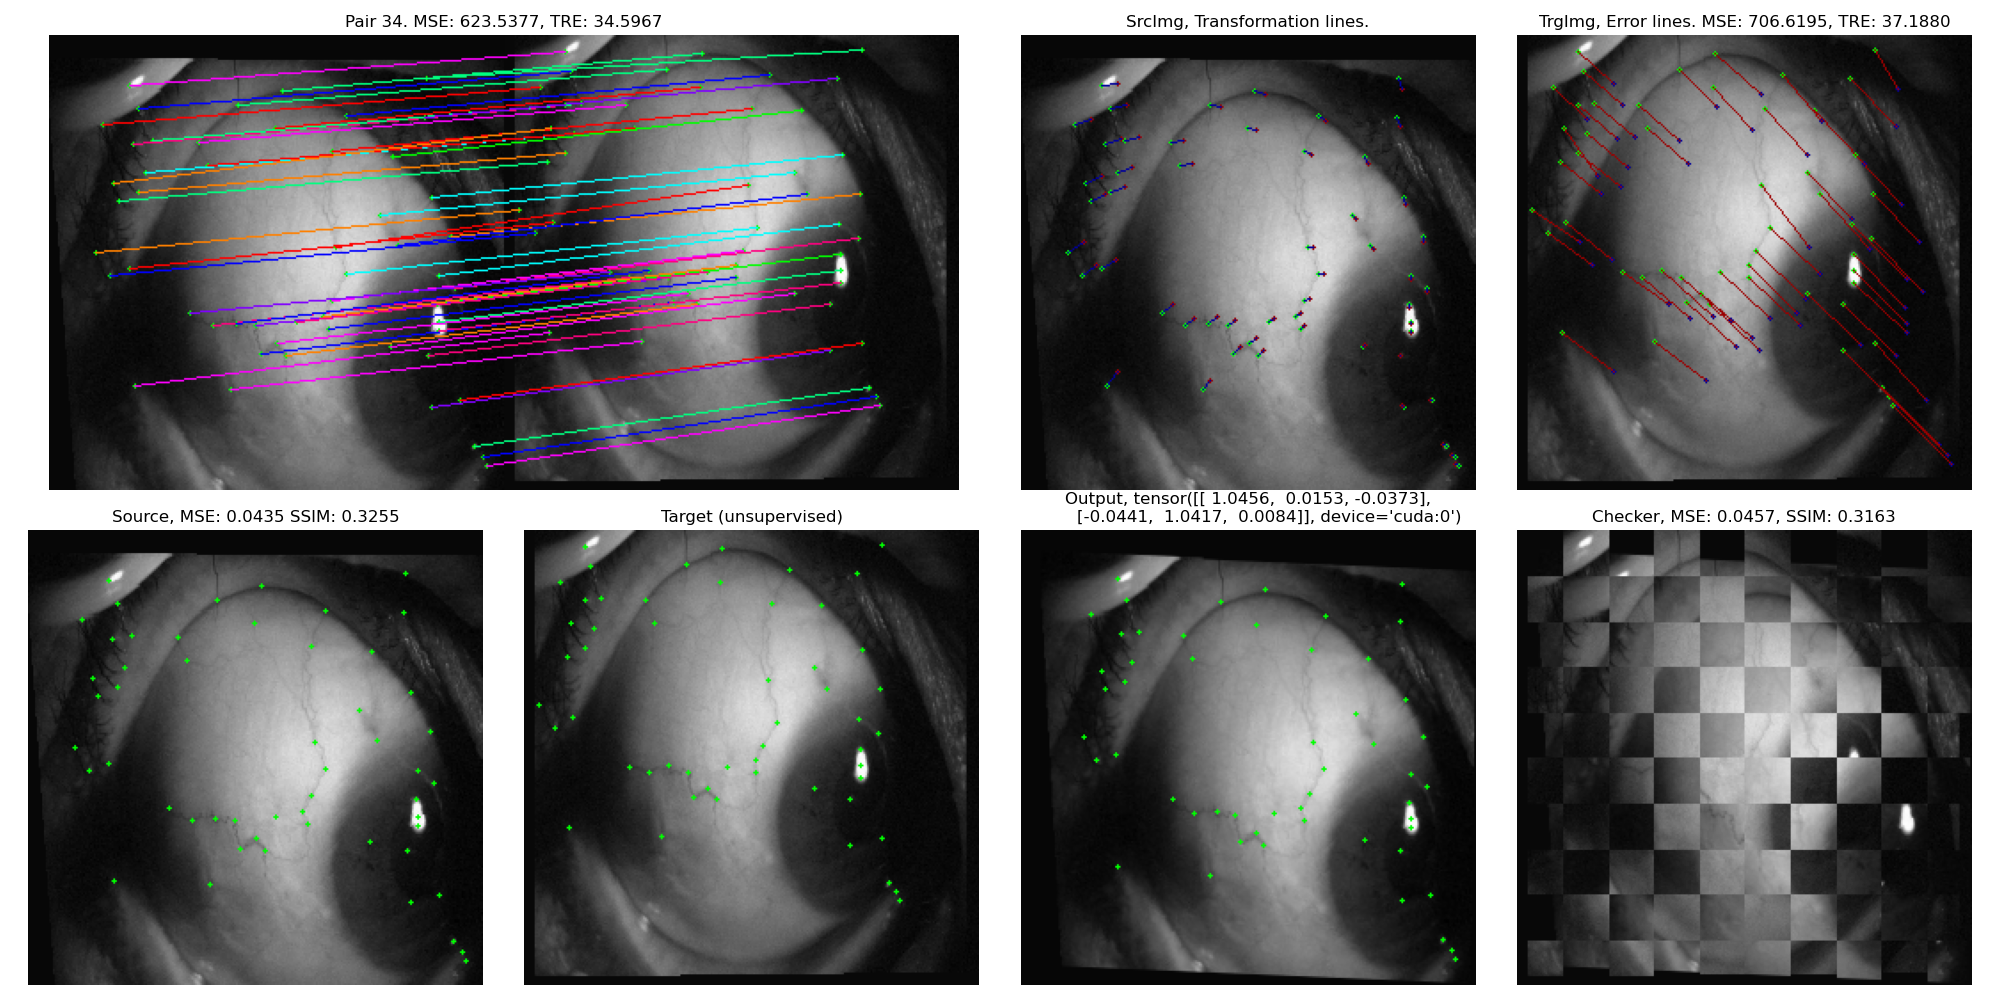 Pair 34. MSE: 623.5377, TRE: 34.5967
SrcImg, Transformation lines.
TrgImg, Error lines. MSE: 706.6195, TRE: 37.1880
Source, MSE: 0.0435 SSIM: 0.3255
Target (unsupervised)
Output, tensor([[ 1.0456, 0.0153, -0.0373],
[-0.0441, 1.0417, 0.0084]], device='cuda:0')
Checker, MSE: 0.0457, SSIM: 0.3163